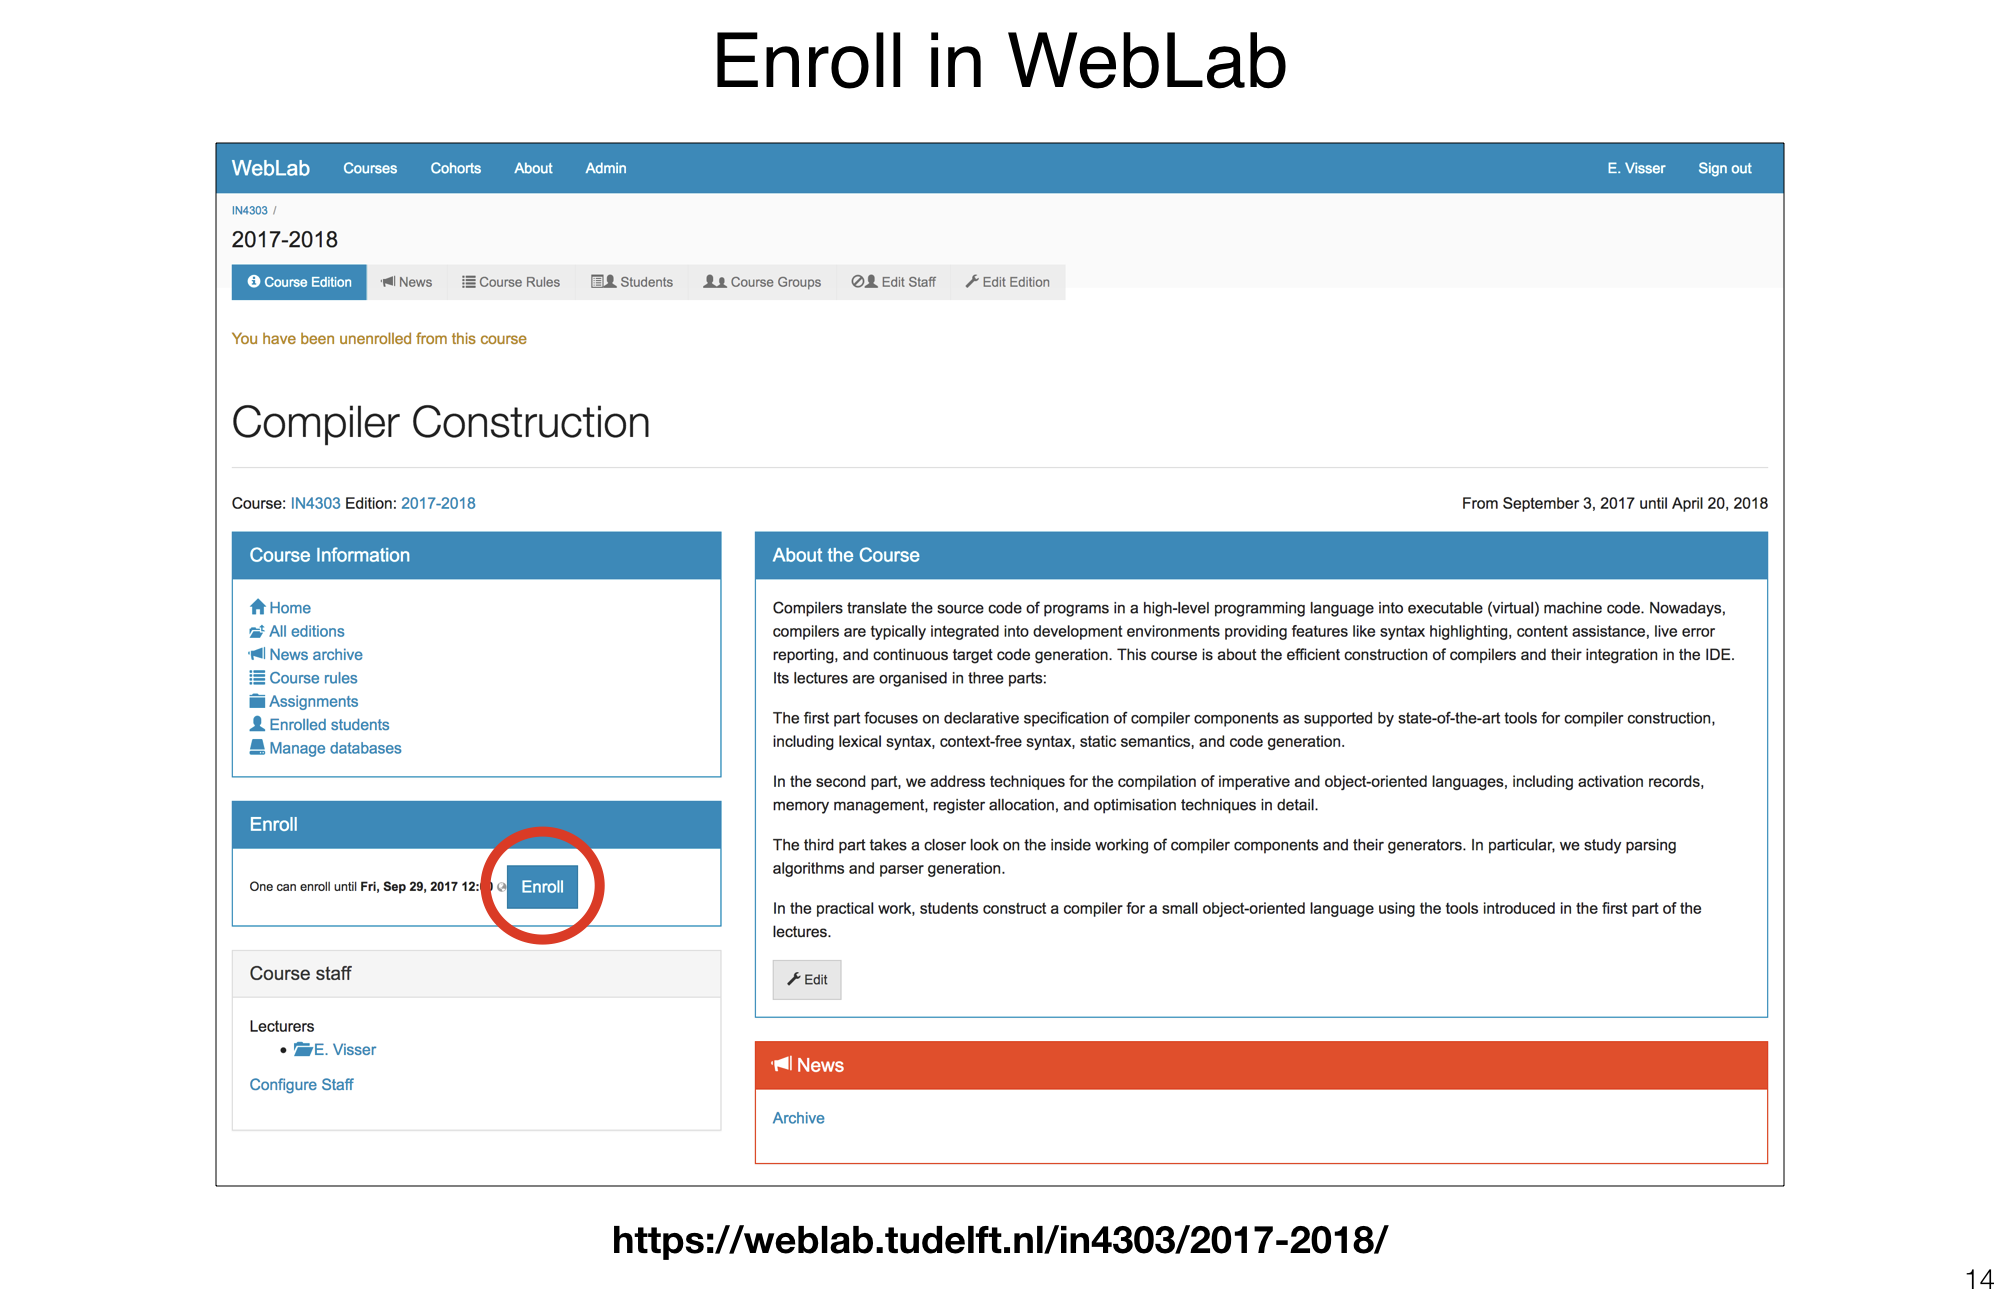 Enroll in WebLab
WebLab Courses Cohorts About Admin E. Visser Sign out
IN4303 /
2017-2018
Course Edition News Course Rules Students Course Groups Edit Staff Edit Edition
You have been unenrolled from this course
Compiler Construction
Course: IN4303 Edition: 2017-2018
From September 3, 2017 until April 20, 2018
Course Information
Home
All editions
News archive
Course rules
Assignments
Enrolled students
Manage databases
Enroll
One can enroll until Fri, Sep 29, 2017 Enroll
Course staff
Lecturers
• E. Visser
Configure Staff
About the Course
Compilers translate the source code of programs in a high-level programming language into executable (virtual) machine code. Nowadays,
compilers are typically integrated into development environments providing features like syntax highlighting, content assistance, live error
reporting, and continuous target code generation. This course is about the efficient construction of compilers and their integration in the IDE.
Its lectures are organised in three parts:
The first part focuses on declarative specification of compiler components as supported by state-of-the-art tools for compiler construction,
including lexical syntax, context-free syntax, static semantics, and code generation.
In the second part, we address techniques for the compilation of imperative and object-oriented languages, including activation records,
memory management, register allocation, and optimisation techniques in detail.
The third part takes a closer look on the inside working of compiler components and their generators. In particular, we study parsing
algorithms and parser generation.
In the practical work, students construct a compiler for a small object-oriented language using the tools introduced in the first part of the
lectures.
Edit
News
Archive
https://weblab.tudelft.nl/in4303/2017-2018/
14